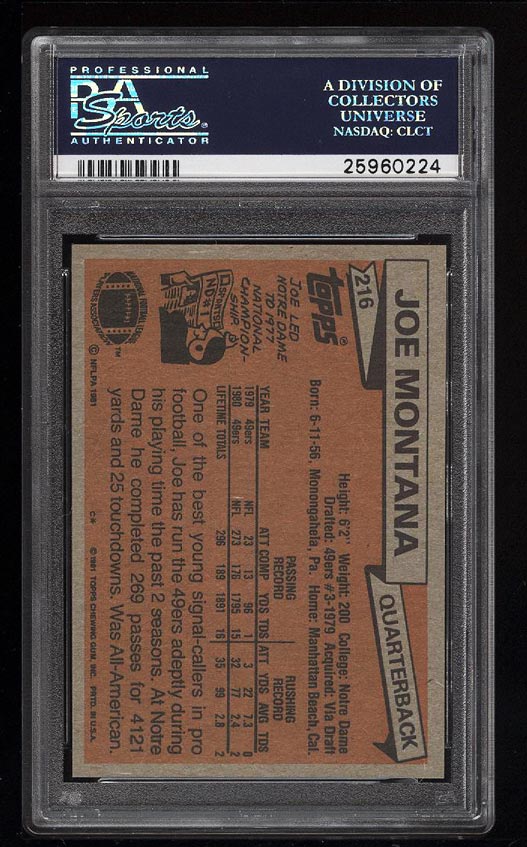 PROFESSIONAL
PSA
Sports®
AUTHENTICATOR
A DIVISION OF
COLLECTORS
UNIVERSE
NASDAQ: CLCT
25960224
JOE MONTANA
QUARTERBACK
216
topps®
Height: 6'2" Weight: 200 College: Notre Dame
Drafted: 49ers #3-1979 Acquired: Via Draft
Born: 6-11-56, Monongahela, Pa. Home: Manhattan Beach, Cal.
PASSING RECORD RUSHING RECORD
YEAR TEAM ATT COMP YDS TDS ATT YDS AVG TDS
1979 49ers NFL 23 13 96 1 3 22 7.3 0
1980 49ers NFL 273 176 1795 15 32 77 2.4 2
LIFETIME TOTALS 296 189 1891 16 35 99 2.8 2
JOE LED
NOTRE DAME
TO 1977
NATIONAL
CHAMPION-
SHIP
NO. 1
One of the best young signal-callers in pro
football, Joe has run the 49ers adeptly during
his playing time the past 2 seasons. At Notre
Dame he completed 269 passes for 4121
yards and 25 touchdowns. Was All-American.
TM
© NFLPA 1981
C* © 1981 TOPPS CHEWING GUM, INC. PRTD. IN U.S.A.